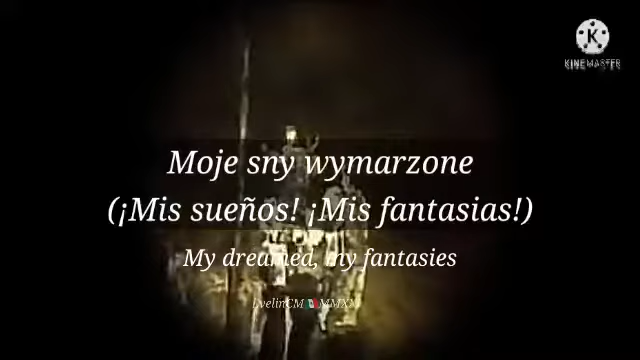 KINEMASTER
Moje sny wymarzone
(¡Mis sueños! ¡Mis fantasias!)
My dreamed, my fantasies